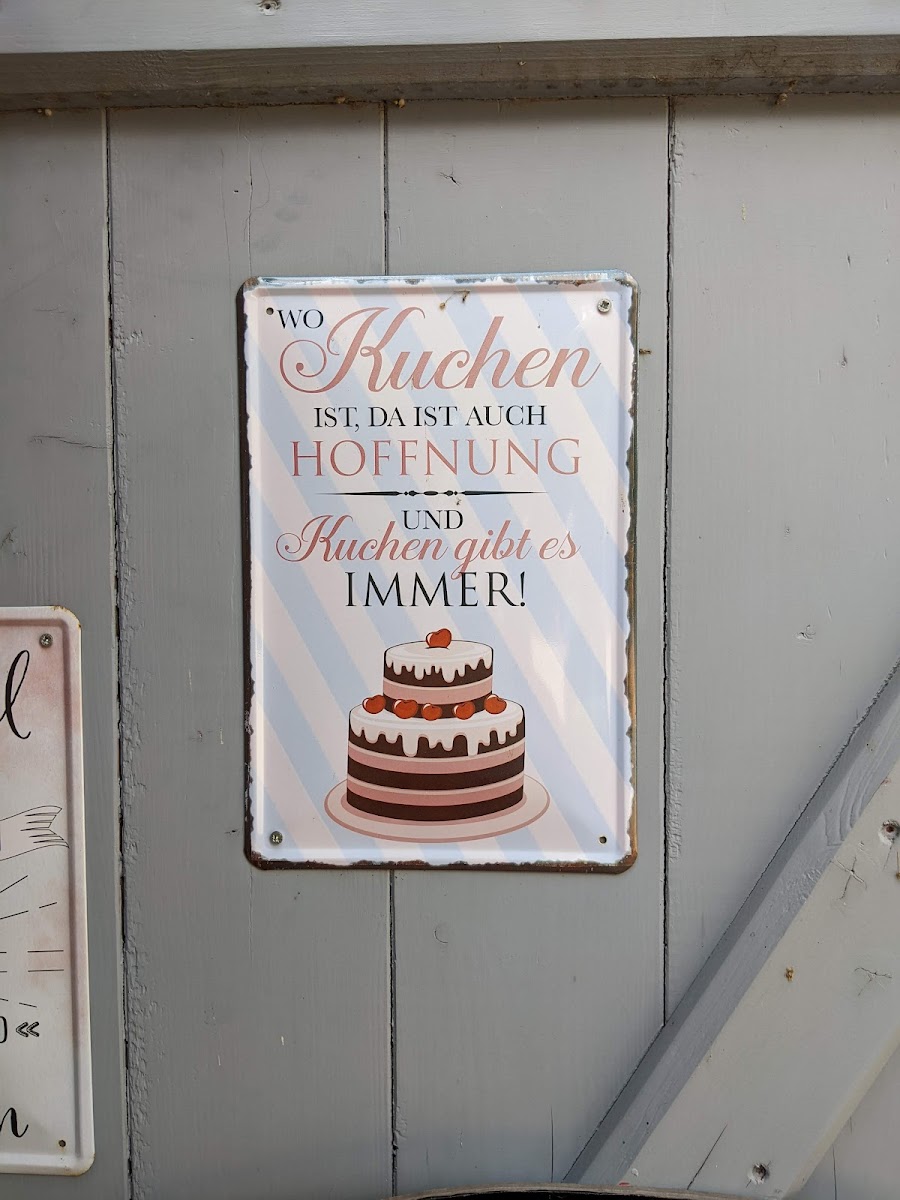 WO
Kuchen
IST, DA IST AUCH
HOFFNUNG
UND
Kuchen gibt es
IMMER!